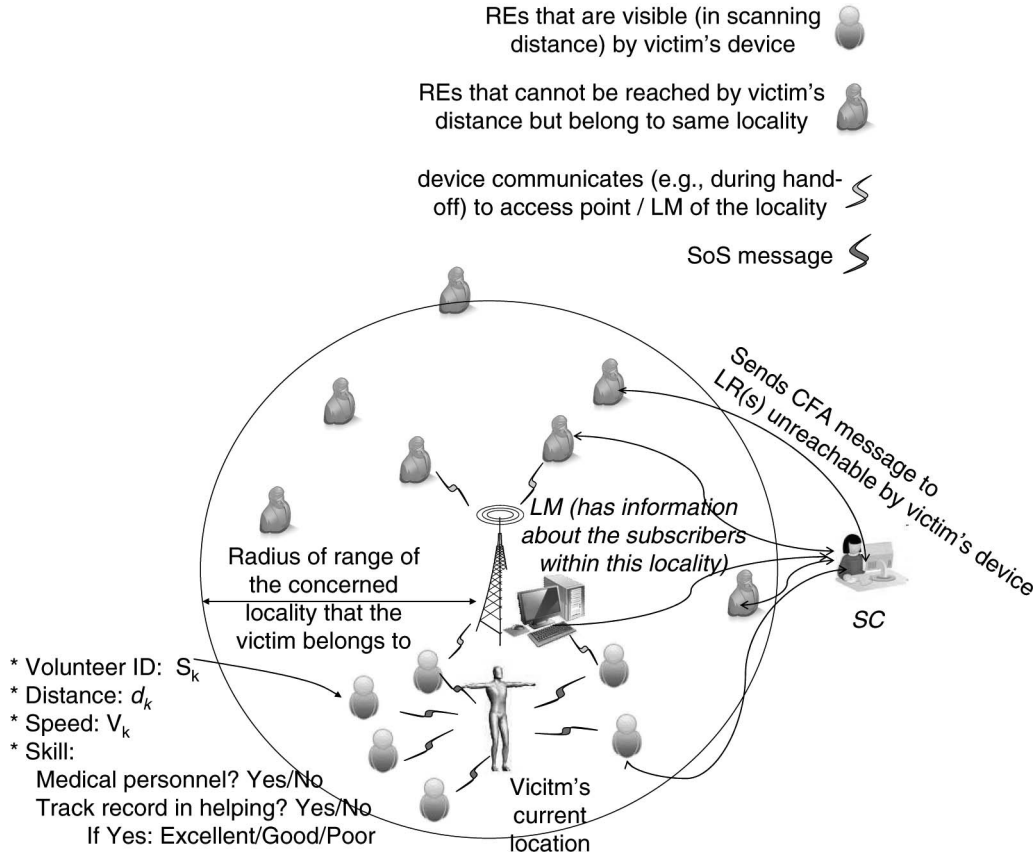 REs that are visible (in scanning
distance) by victim's device
REs that cannot be reached by victim's
distance but belong to same locality
device communicates (e.g., during hand-
off) to access point / LM of the locality
SoS message
Sends CFA message to
LR(s) unreachable by victim's device
LM (has information
about the subscribers
within this locality)
Radius of range of
the concerned
locality that the
victim belongs to
SC
* Volunteer ID: S_k
* Distance: d_k
* Speed: V_k
* Skill:
Medical personnel? Yes/No
Track record in helping? Yes/No
If Yes: Excellent/Good/Poor
Vicitm's
current
location